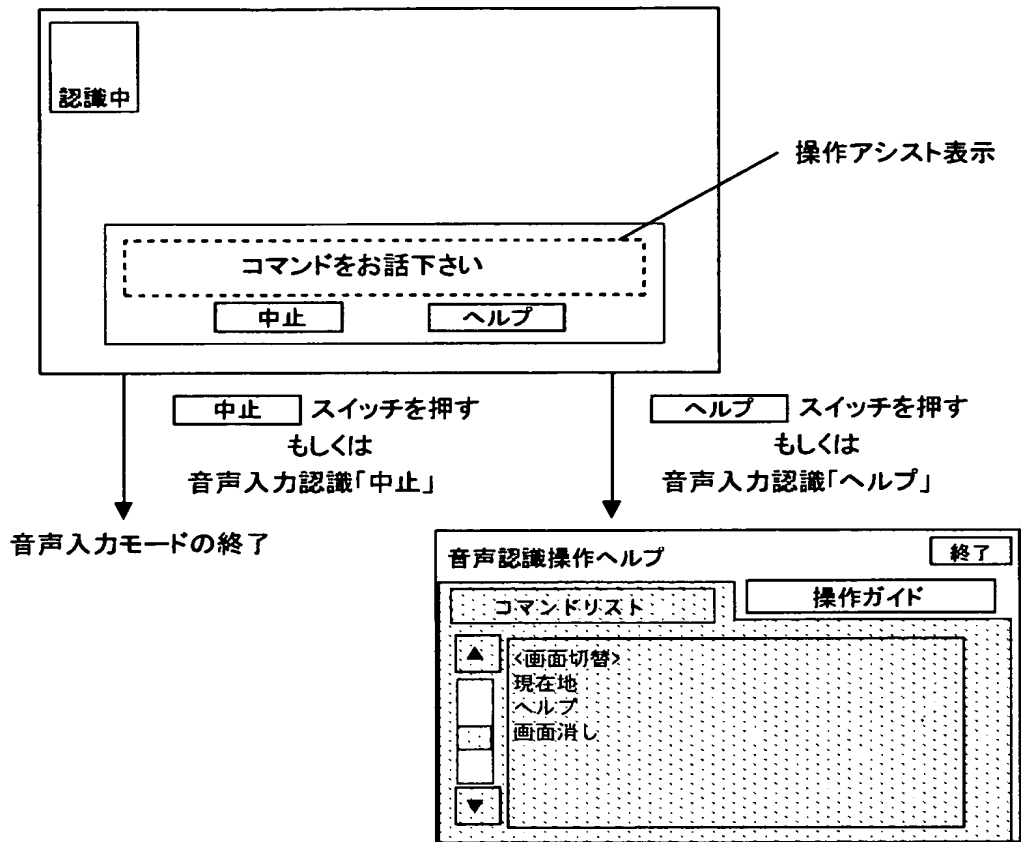 認識中
操作アシスト表示
コマンドをお話下さい
中止
ヘルプ
中止 スイッチを押す
もしくは
音声入力認識「中止」
ヘルプ スイッチを押す
もしくは
音声入力認識「ヘルプ」
音声入力モードの終了
音声認識操作ヘルプ
終了
コマンドリスト
操作ガイド
▲
<画面切替>
現在地
ヘルプ
画面消し
▼